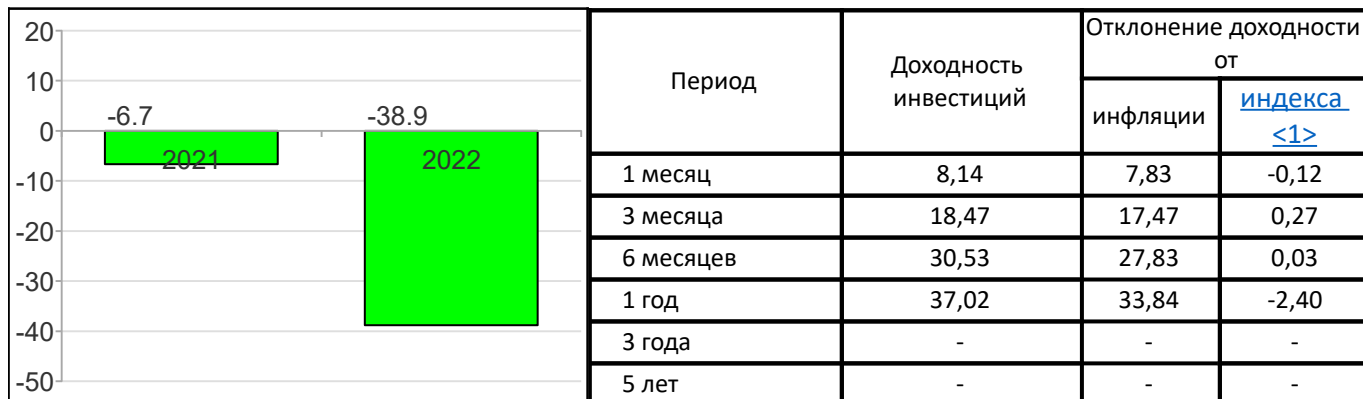 20
10
0
-10
-20
-30
-40
-50
-6.7
-38.9
2021
2022
Период
Доходность
инвестиций
Отклонение доходности
от
инфляции
индекса
<1>
1 месяц 8,14 7,83 -0,12
3 месяца 18,47 17,47 0,27
6 месяцев 30,53 27,83 0,03
1 год 37,02 33,84 -2,40
3 года - - -
5 лет - - -